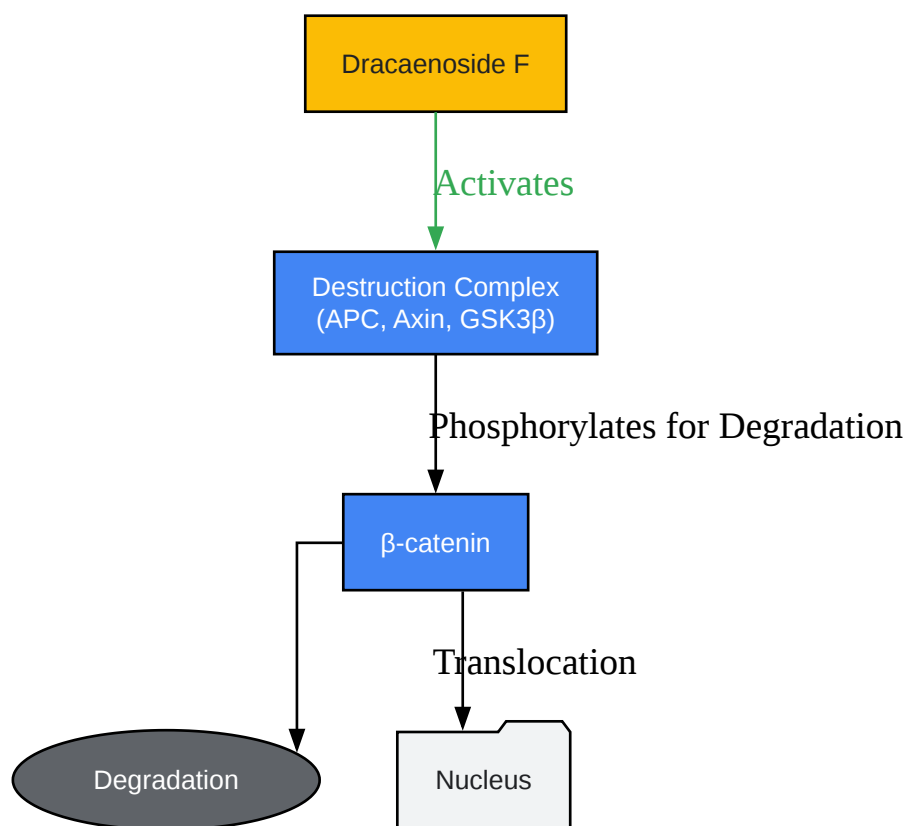 Dracaenoside F
Activates
Destruction Complex
(APC, Axin, GSK3β)
Phosphorylates for Degradation
β-catenin
Translocation
Degradation
Nucleus